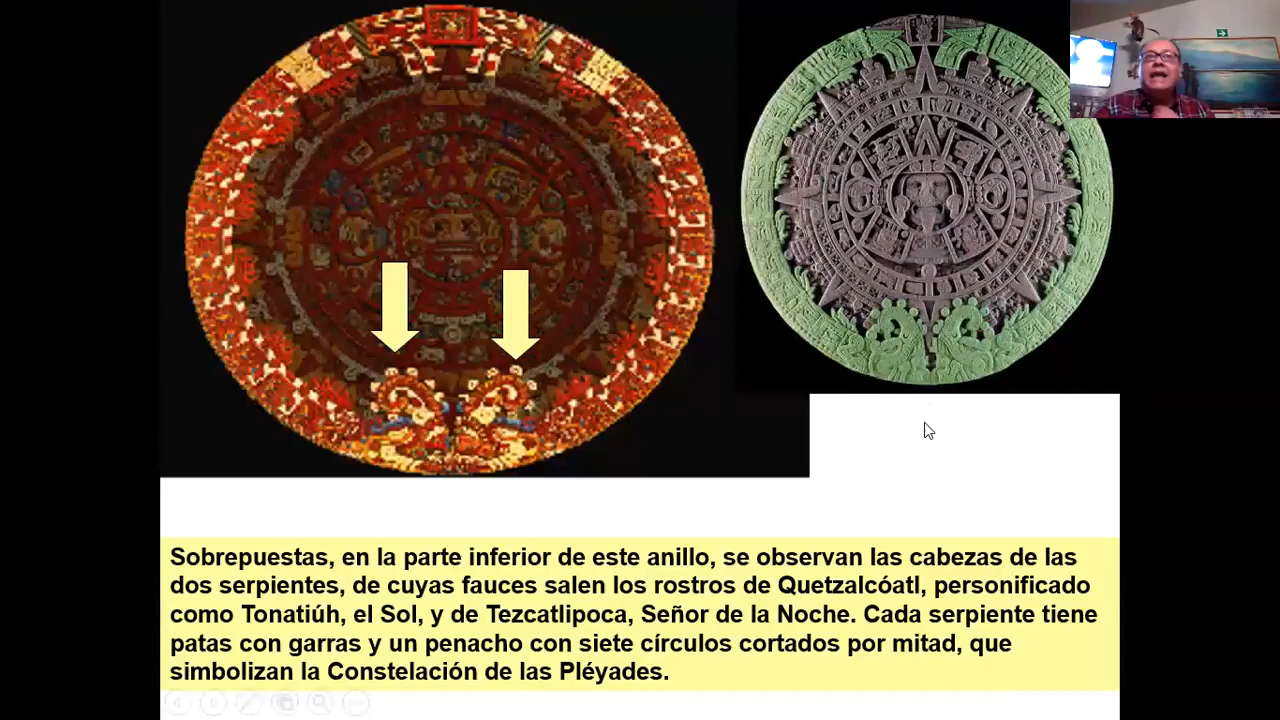 Sobrepuestas, en la parte inferior de este anillo, se observan las cabezas de las
dos serpientes, de cuyas fauces salen los rostros de Quetzalcóatl, personificado
como Tonatiúh, el Sol, y de Tezcatlipoca, Señor de la Noche. Cada serpiente tiene
patas con garras y un penacho con siete círculos cortados por mitad, que
simbolizan la Constelación de las Pléyades.